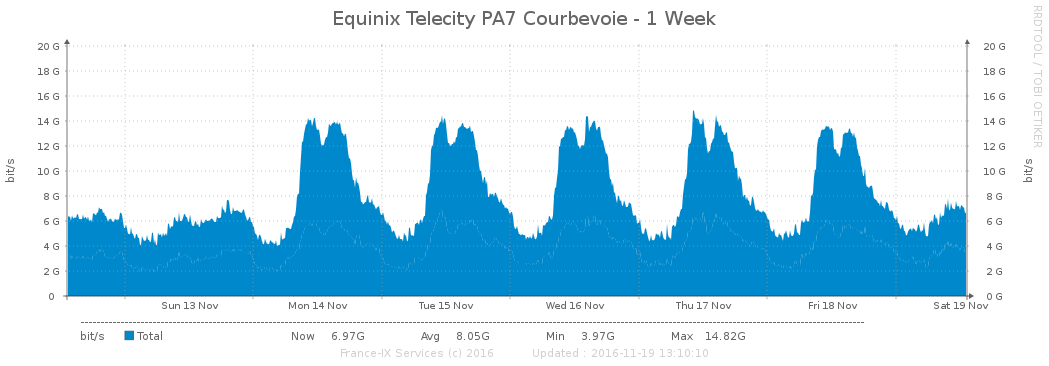 Equinix Telecity PA7 Courbevoie - 1 Week
RRDTOOL / TOBI OETIKER
bit/s
20 G
18 G
16 G
14 G
12 G
10 G
8 G
6 G
4 G
2 G
0
20 G
18 G
16 G
14 G
12 G
10 G
8 G
6 G
4 G
2 G
0 G
bit/s
Sun 13 Nov Mon 14 Nov Tue 15 Nov Wed 16 Nov Thu 17 Nov Fri 18 Nov Sat 19 Nov
bit/s Total Now 6.97G Avg 8.05G Min 3.97G Max 14.82G
France-IX Services (c) 2016 Updated : 2016-11-19 13:10:10